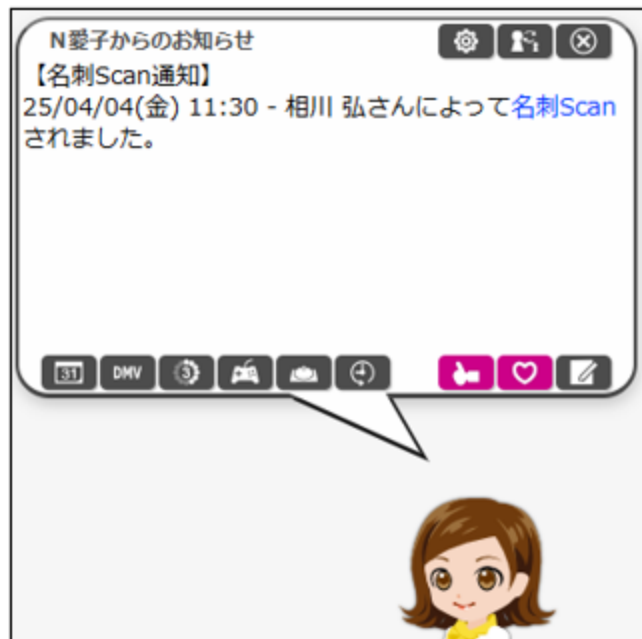 N愛子からのお知らせ
【名刺Scan通知】
25/04/04(金) 11:30 - 相川 弘さんによって名刺Scan
されました。
31 DMV 3